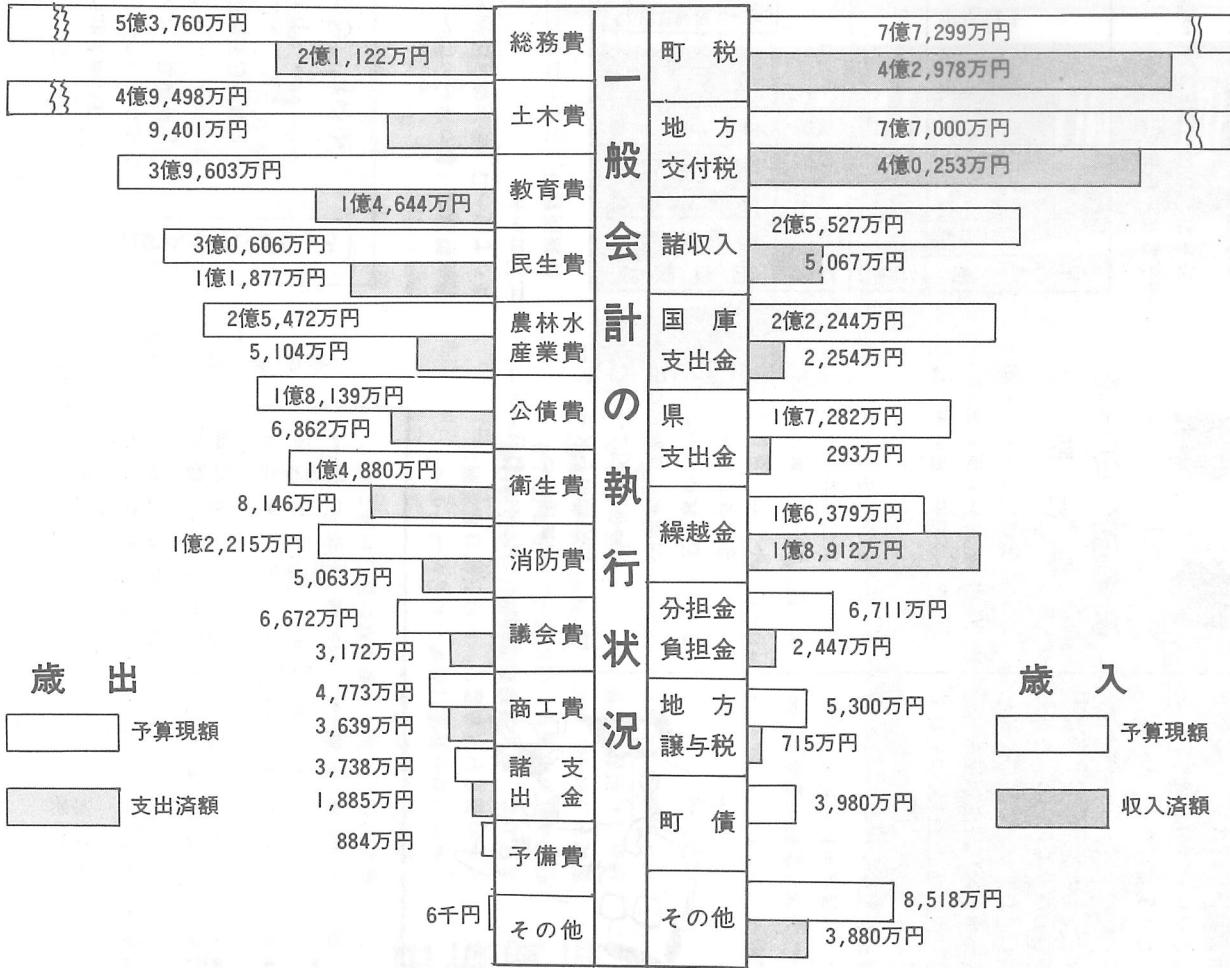 一般会計の執行状況
歳出
予算現額
支出済額
総務費
5億3,760万円
2億1,122万円
土木費
4億9,498万円
9,401万円
教育費
3億9,603万円
1億4,644万円
民生費
3億0,606万円
1億1,877万円
農林水
産業費
2億5,472万円
5,104万円
公債費
1億8,139万円
6,862万円
衛生費
1億4,880万円
8,146万円
消防費
1億2,215万円
5,063万円
議会費
6,672万円
3,172万円
商工費
4,773万円
3,639万円
諸支
出金
3,738万円
1,885万円
予備費
884万円
その他
6千円
歳入
予算現額
収入済額
町税
7億7,299万円
4億2,978万円
地方
交付税
7億7,000万円
4億0,253万円
諸収入
2億5,527万円
5,067万円
国庫
支出金
2億2,244万円
2,254万円
県
支出金
1億7,282万円
293万円
繰越金
1億6,379万円
1億8,912万円
分担金
負担金
6,711万円
2,447万円
地方
譲与税
5,300万円
715万円
町債
3,980万円
その他
8,518万円
3,880万円